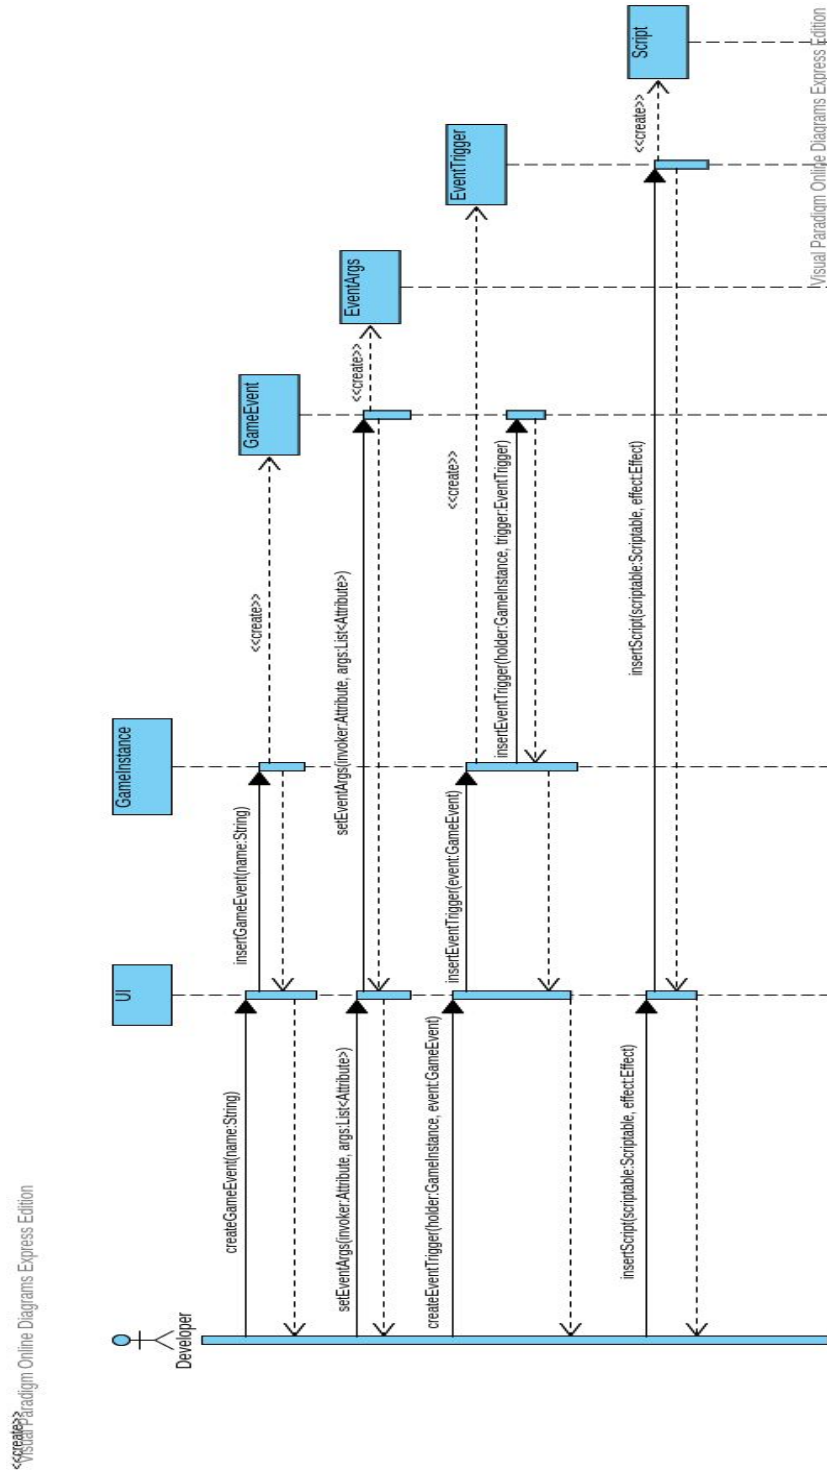 <<create>>
Visual Paradigm Online Diagrams Express Edition
Developer
UI
GameInstance
GameEvent
EventArgs
EventTrigger
Script
createGameEvent(name:String)
insertGameEvent(name:String)
<<create>>
setEventArgs(invoker:Attribute, args:List<Attribute>)
setEventArgs(invoker:Attribute, args:List<Attribute>)
<<create>>
createEventTrigger(holder:GameInstance, event:GameEvent)
insertEventTrigger(event:GameEvent)
<<create>>
insertEventTrigger(holder:GameInstance, trigger:EventTrigger)
insertScript(scriptable:Scriptable, effect:Effect)
insertScript(scriptable:Scriptable, effect:Effect)
<<create>>
Visual Paradigm Online Diagrams Express Edition